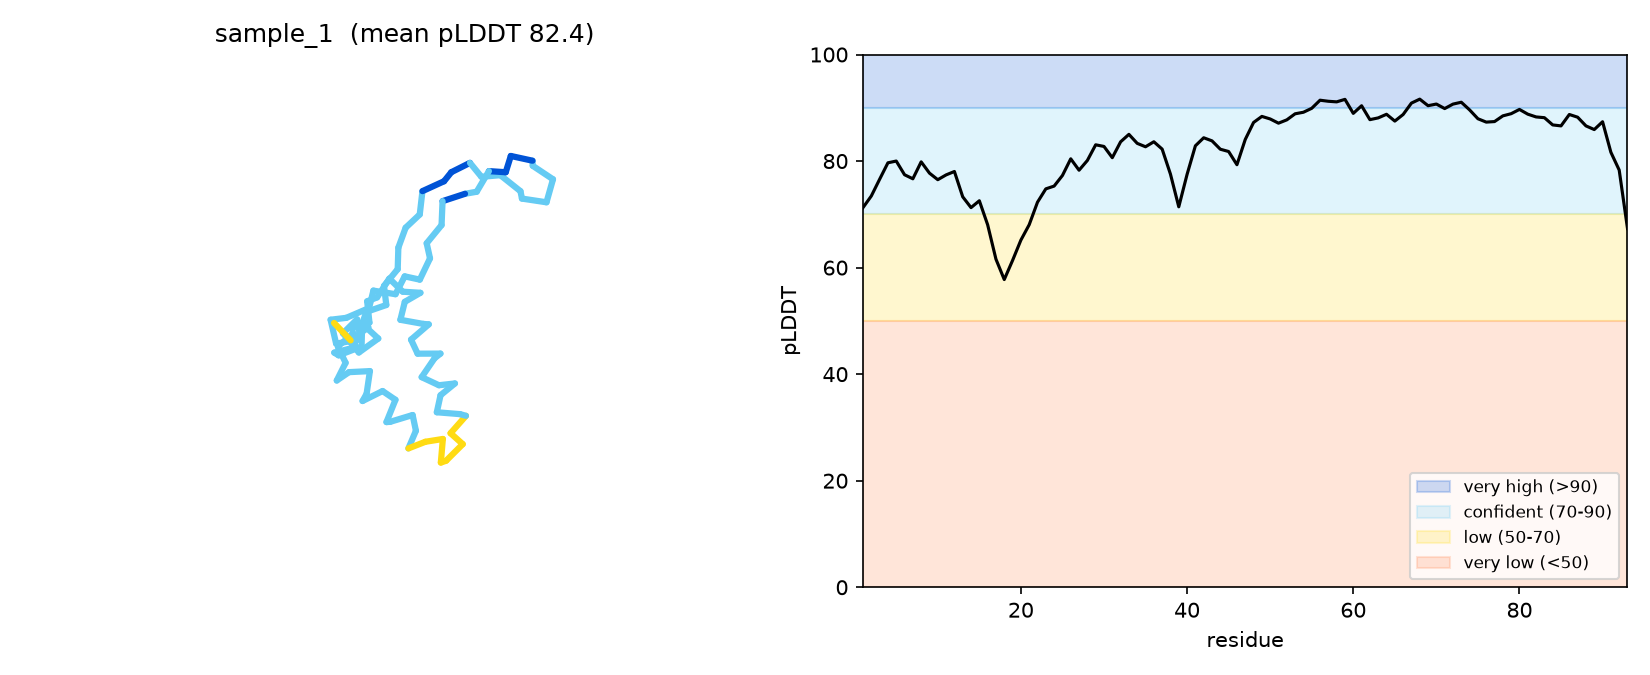 sample_1 (mean pLDDT 82.4)
100
80
60
40
20
0
pLDDT
20
40
60
80
residue
very high (>90)
confident (70-90)
low (50-70)
very low (<50)